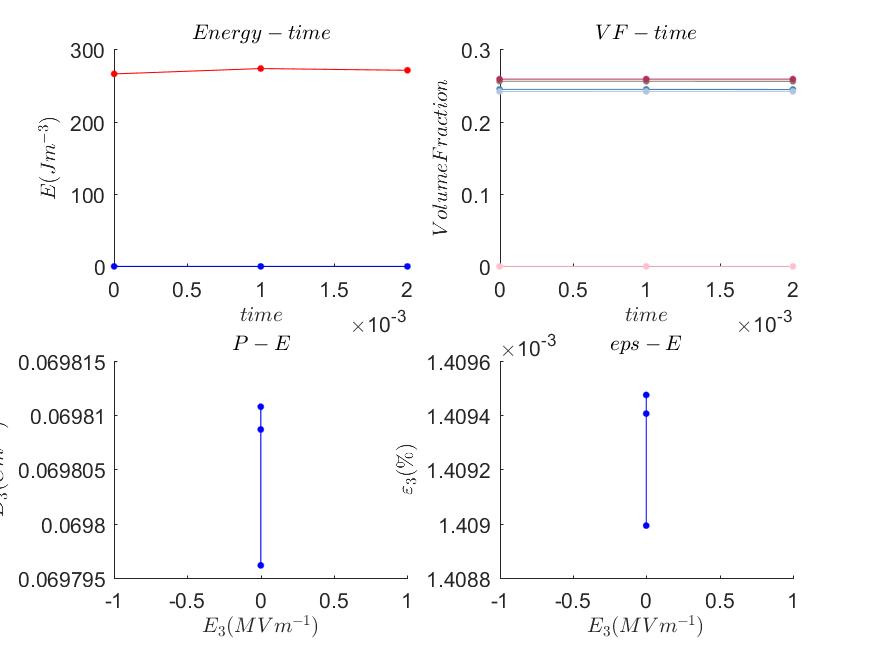 Energy − time
300
200
100
0
E(Jm⁻³)
0 0.5 1 1.5 2
time
×10⁻³
VF − time
0.3
0.2
0.1
0
VolumeFraction
0 0.5 1 1.5 2
time
×10⁻³
P − E
0.069815
0.06981
0.069805
0.0698
0.069795
-1 -0.5 0 0.5 1
E₃(MVm⁻¹)
×10⁻³
eps − E
1.4096
1.4094
1.4092
1.409
1.4088
ε₃(%)
-1 -0.5 0 0.5 1
E₃(MVm⁻¹)